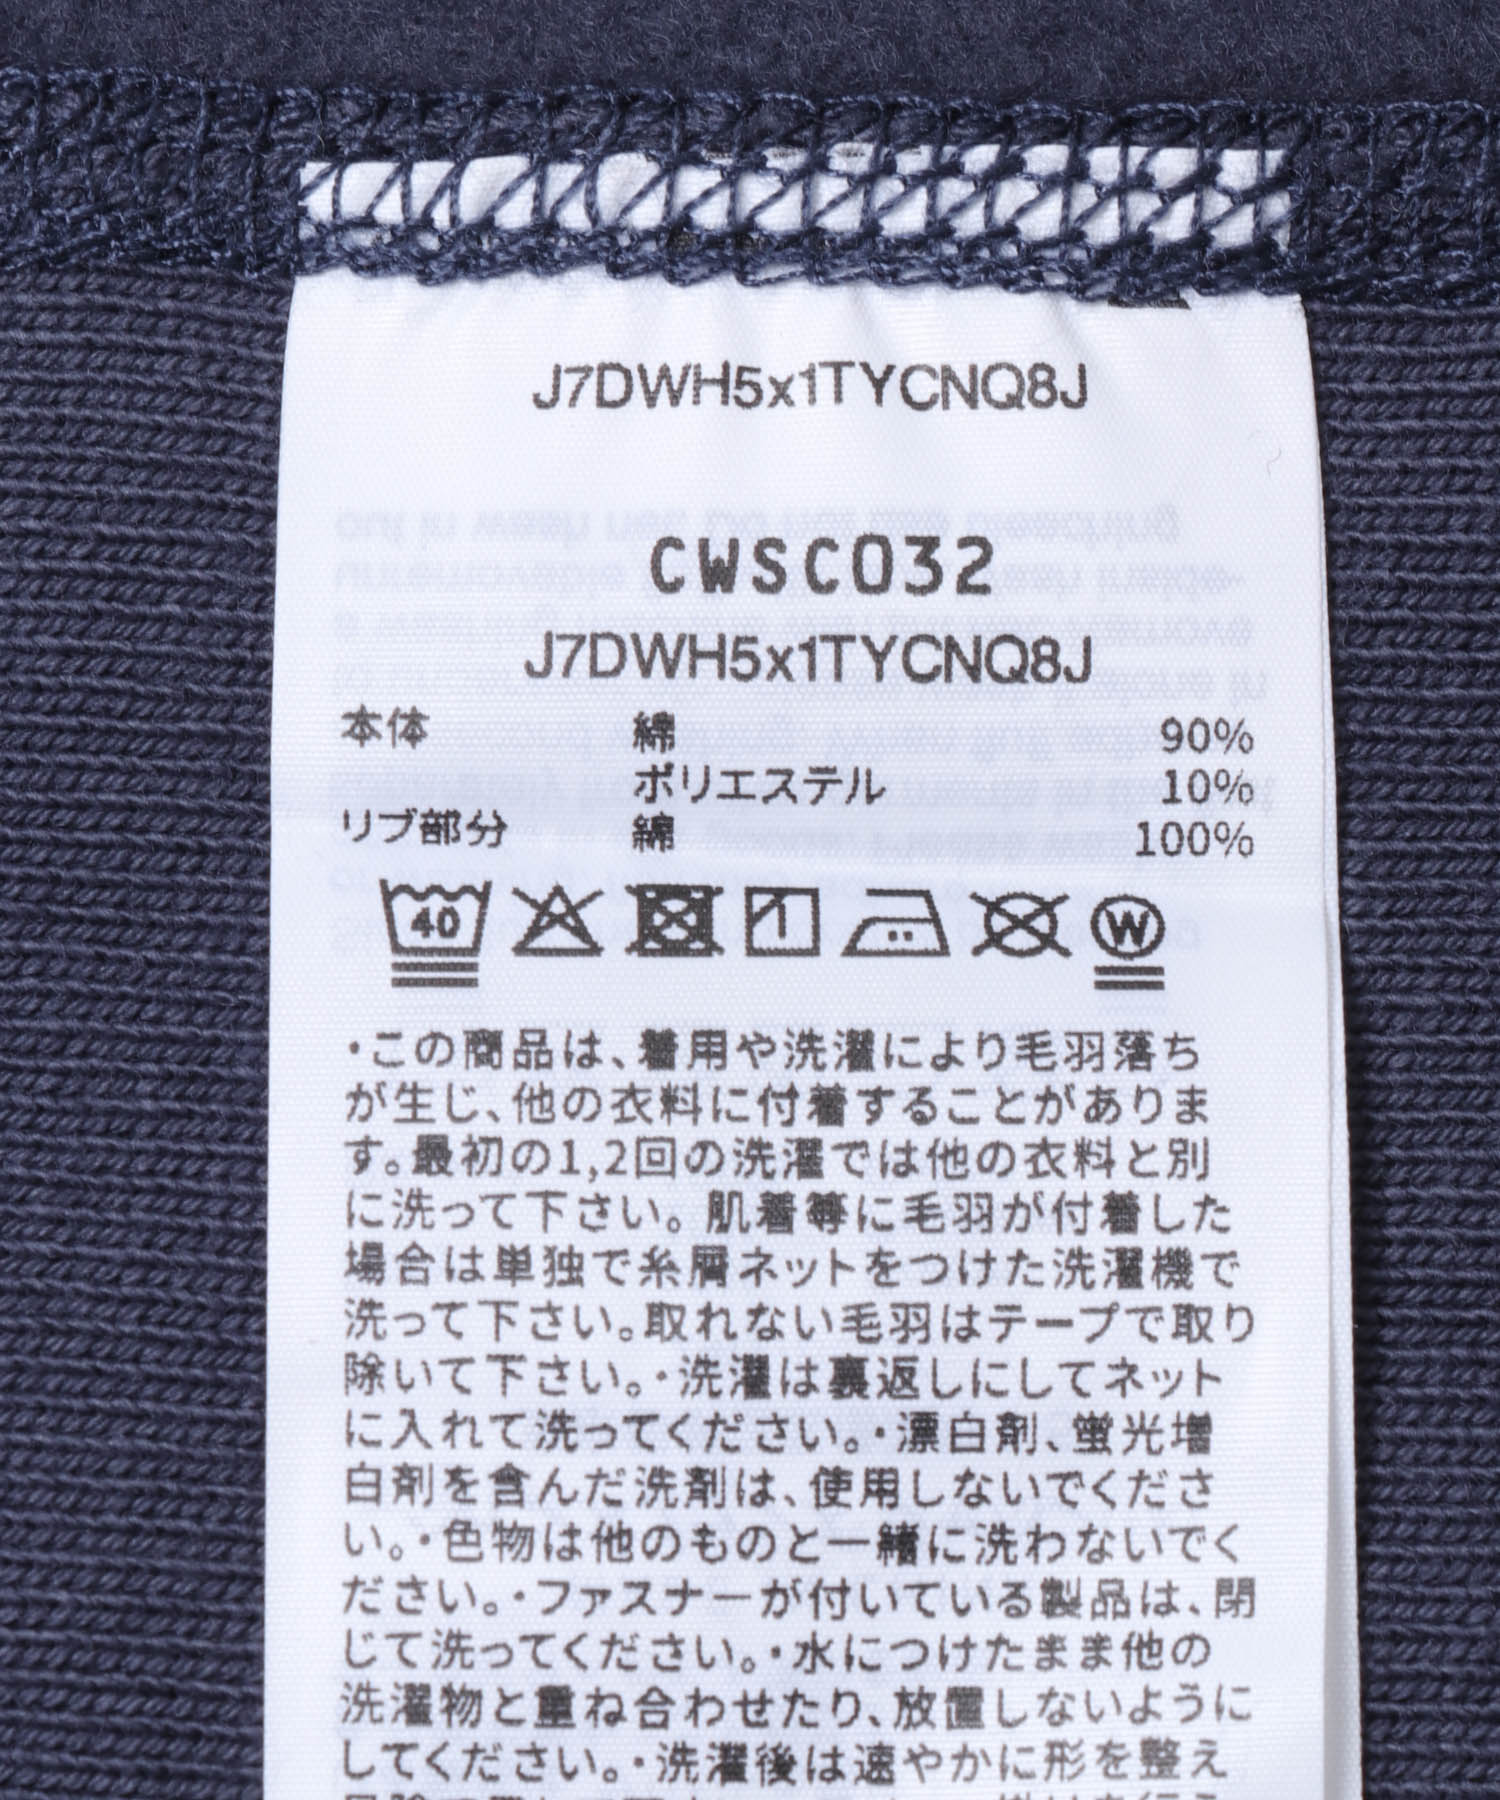 J7DWH5x1TYCNQ8J
CWSC032
J7DWH5x1TYCNQ8J
本体 綿 90%
ポリエステル 10%
リブ部分 綿 100%
40 W
・この商品は、着用や洗濯により毛羽落ち
が生じ、他の衣料に付着することがありま
す。最初の1,2回の洗濯では他の衣料と別
に洗って下さい。肌着等に毛羽が付着した
場合は単独で糸屑ネットをつけた洗濯機で
洗って下さい。取れない毛羽はテープで取り
除いて下さい。・洗濯は裏返しにしてネット
に入れて洗ってください。・漂白剤、蛍光増
白剤を含んだ洗剤は、使用しないでくださ
い。・色物は他のものと一緒に洗わないでく
ださい。・ファスナーが付いている製品は、閉
じて洗ってください。・水につけたまま他の
洗濯物と重ね合わせたり、放置しないように
してください。・洗濯後は速やかに形を整え